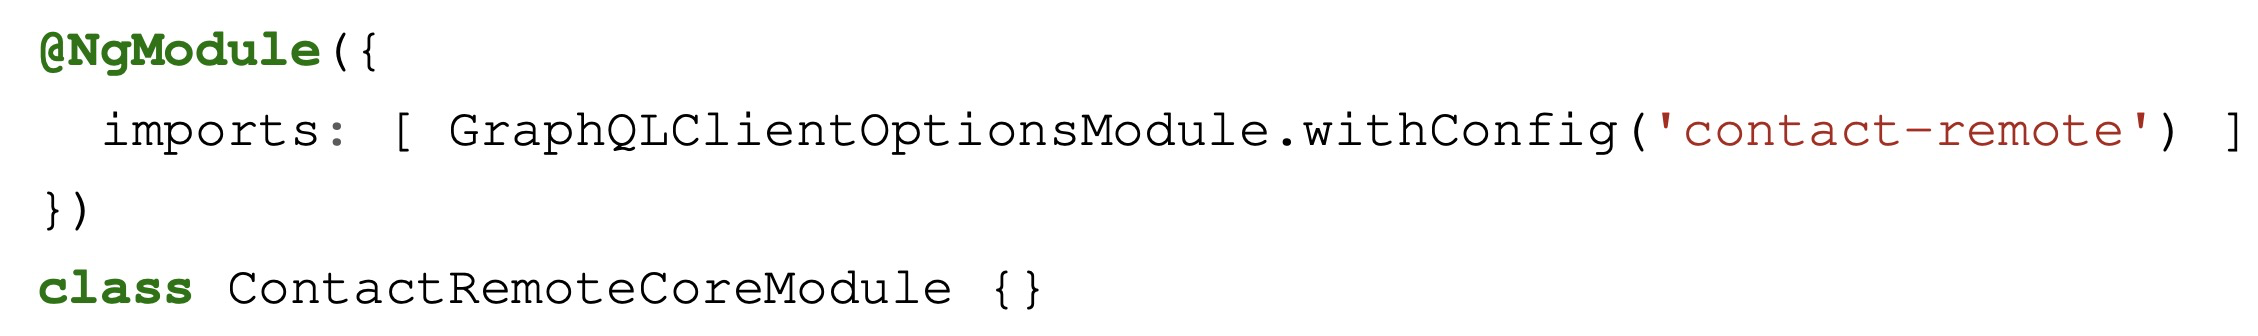 @NgModule({
  imports: [ GraphQLClientOptionsModule.withConfig('contact-remote') ]
})
class ContactRemoteCoreModule {}